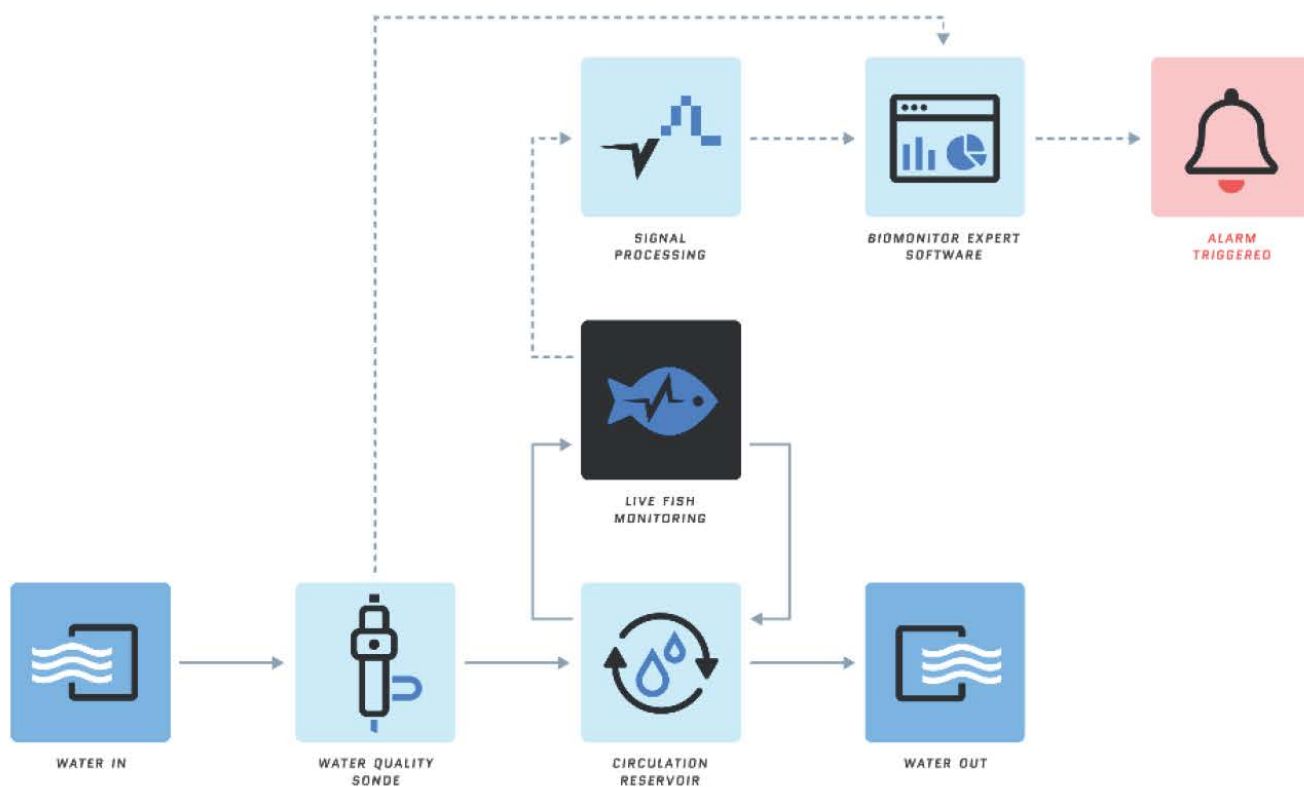 SIGNAL
PROCESSING
BIOMONITOR EXPERT
SOFTWARE
ALARM
TRIGGERED
LIVE FISH
MONITORING
WATER IN
WATER QUALITY
SONDE
CIRCULATION
RESERVOIR
WATER OUT